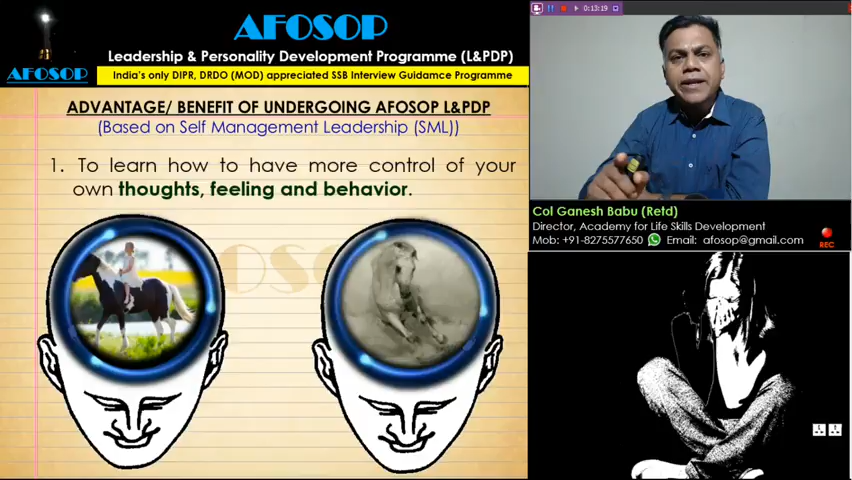 AFOSOP
Leadership & Personality Development Programme (L&PDP)
AFOSOP
India's only DIPR, DRDO (MOD) appreciated SSB Interview Guidamce Programme
ADVANTAGE/ BENEFIT OF UNDERGOING AFOSOP L&PDP
(Based on Self Management Leadership (SML))
1. To learn how to have more control of your
own thoughts, feeling and behavior.
AFOSOP
0:13:19
Col Ganesh Babu (Retd)
Director, Academy for Life Skills Development
Mob: +91-8275577650 Email: afosop@gmail.com
REC